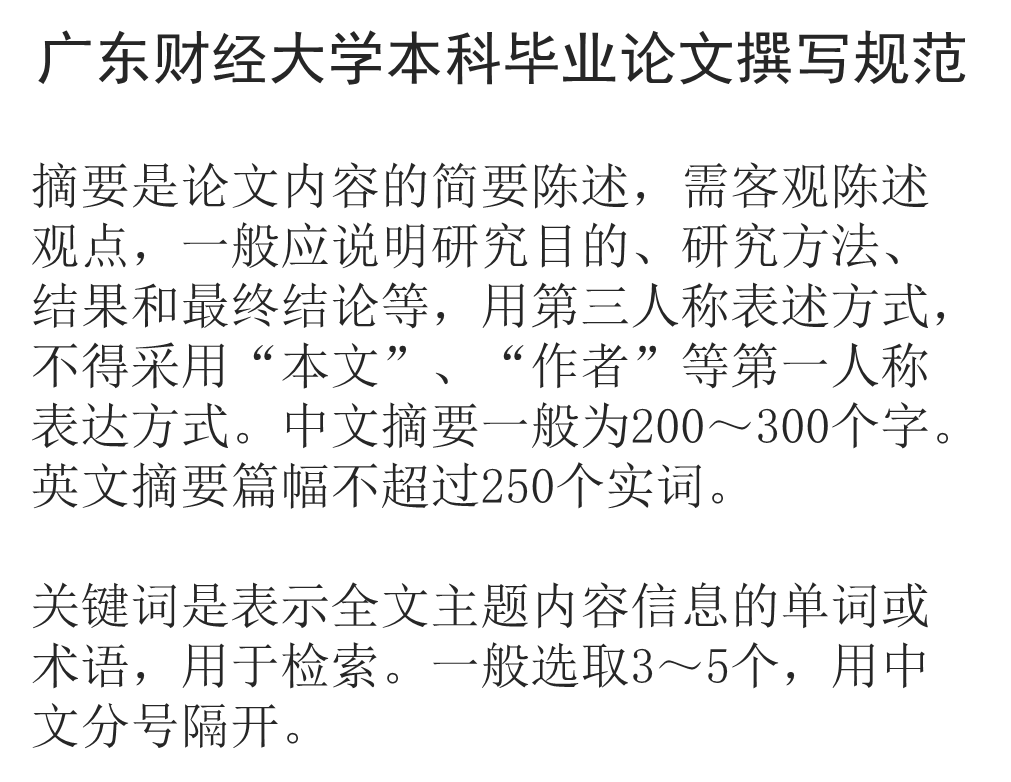 广东财经大学本科毕业论文撰写规范
摘要是论文内容的简要陈述，需客观陈述
观点，一般应说明研究目的、研究方法、
结果和最终结论等，用第三人称表述方式，
不得采用“本文”、“作者”等第一人称
表达方式。中文摘要一般为200～300个字。
英文摘要篇幅不超过250个实词。
关键词是表示全文主题内容信息的单词或
术语，用于检索。一般选取3～5个，用中
文分号隔开。